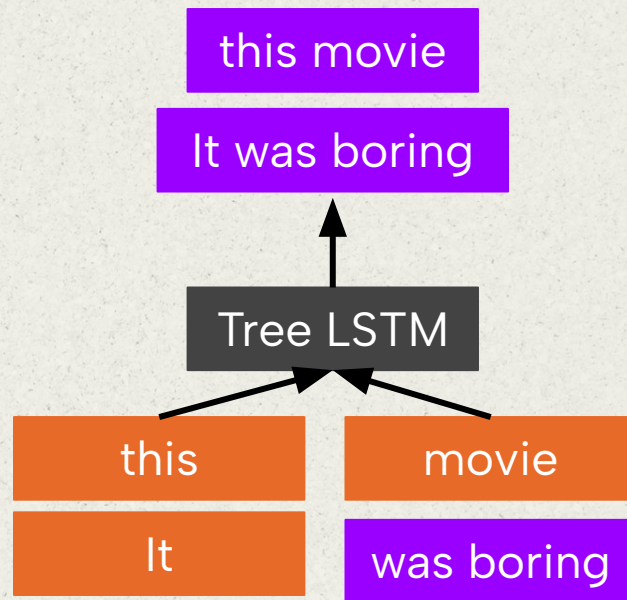 this movie
It was boring
Tree LSTM
this
movie
It
was boring